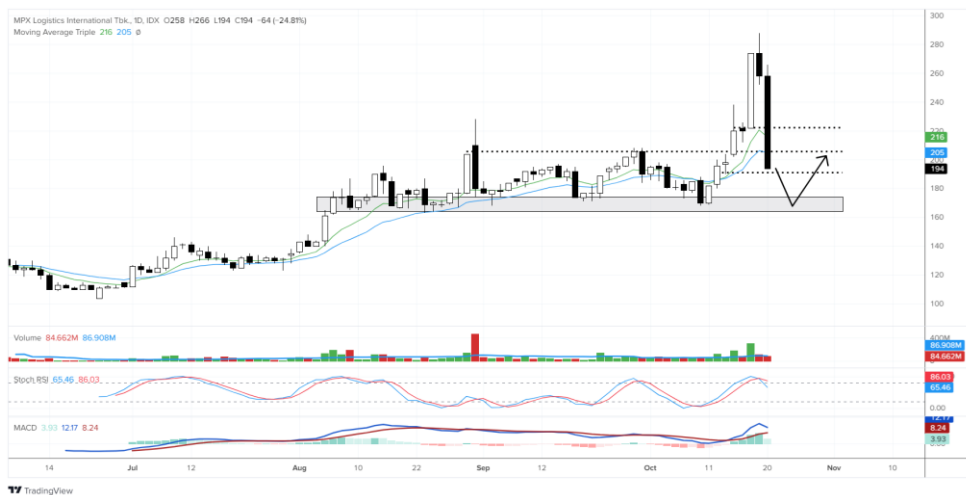 MPX Logistics International Tbk., 1D, IDX O258 H266 L194 C194 -64 (-24.81%)
Moving Average Triple 216 205 ∅
300
280
260
240
220
216
205
200
194
180
160
140
120
100
Volume 84.662M 86.908M
400M
86.908M
84.662M
Stoch RSI 65.46 86.03
86.03
65.46
0.00
MACD 3.93 12.17 8.24
12.17
8.24
3.93
14 Jul 12 Aug 10 22 Sep 12 Oct 11 20 Nov 10
TradingView